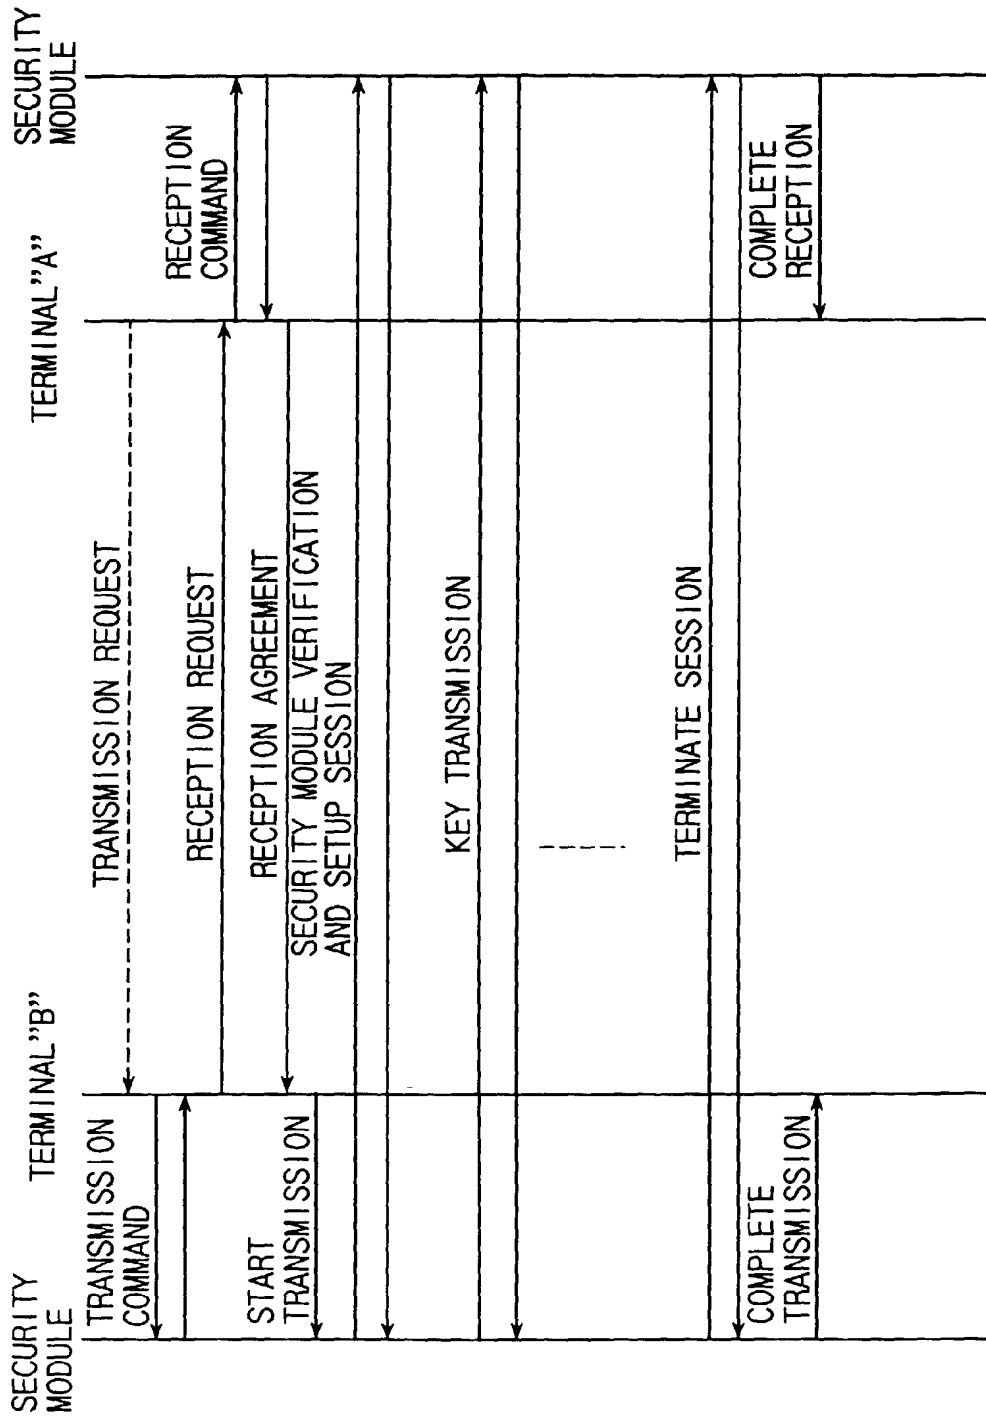 SECURITY
MODULE
TERMINAL"B"
TERMINAL"A"
SECURITY
MODULE
TRANSMISSION REQUEST
TRANSMISSION
COMMAND
RECEPTION REQUEST
RECEPTION
COMMAND
RECEPTION AGREEMENT
START
TRANSMISSION
SECURITY MODULE VERIFICATION
AND SETUP SESSION
KEY TRANSMISSION
TERMINATE SESSION
COMPLETE
TRANSMISSION
COMPLETE
RECEPTION